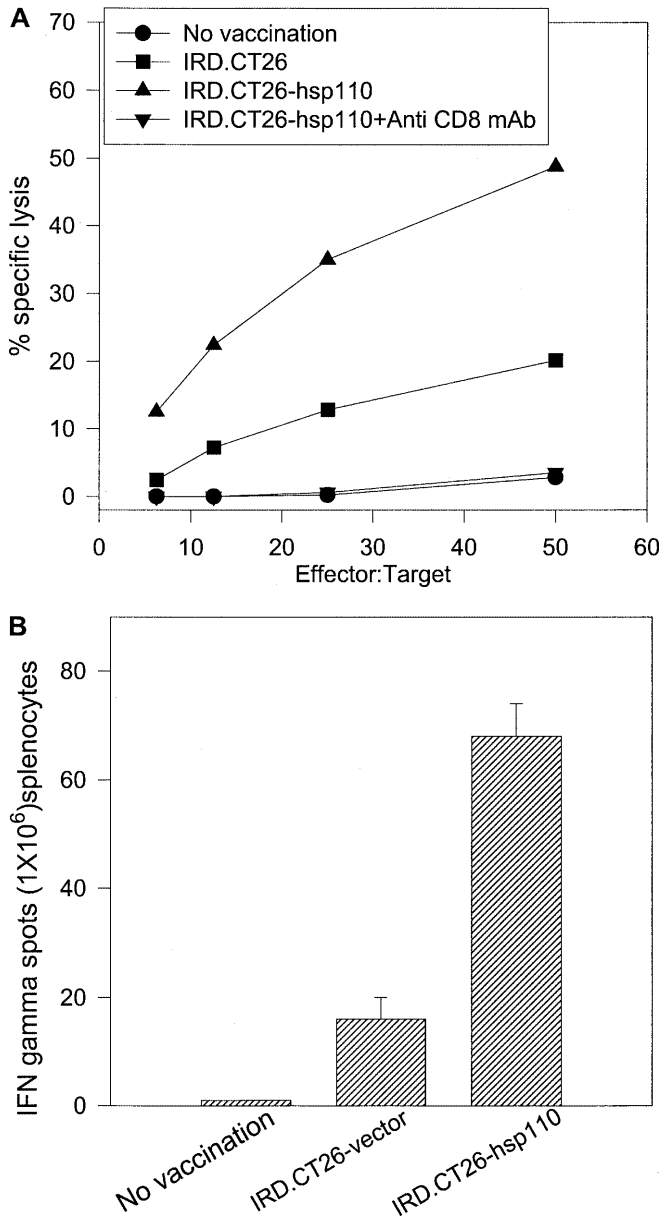 A
70
60
50
40
30
20
10
0
% specific lysis
No vaccination
IRD.CT26
IRD.CT26-hsp110
IRD.CT26-hsp110+Anti CD8 mAb
0 10 20 30 40 50 60
Effector:Target
B
80
60
40
20
0
IFN gamma spots (1X10⁶)splenocytes
No vaccination
IRD.CT26-vector
IRD.CT26-hsp110